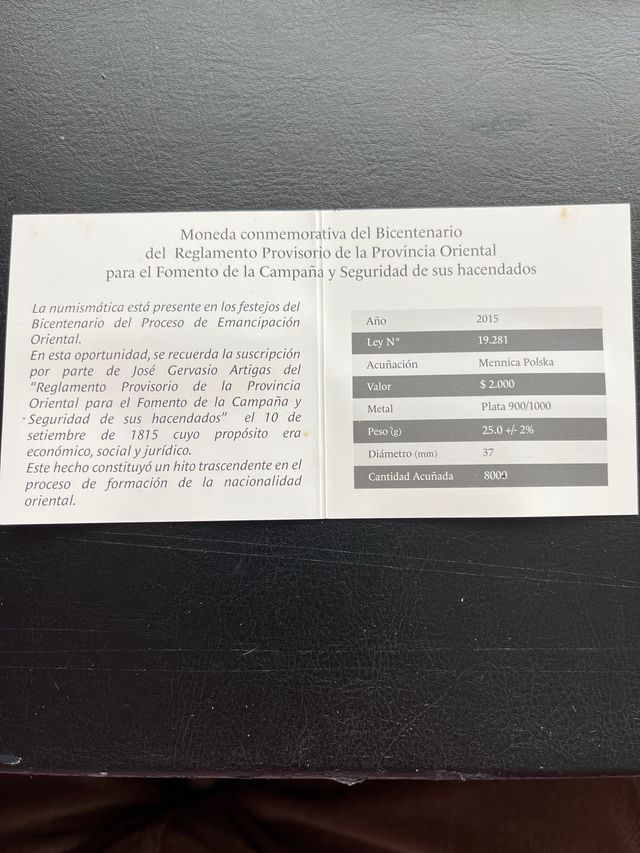 Moneda conmemorativa del Bicentenario
del Reglamento Provisorio de la Provincia Oriental
para el Fomento de la Campaña y Seguridad de sus hacendados
La numismática está presente en los festejos del
Bicentenario del Proceso de Emancipación
Oriental.
En esta oportunidad, se recuerda la suscripción
por parte de José Gervasio Artigas del
“Reglamento Provisorio de la Provincia
Oriental para el Fomento de la Campaña y
Seguridad de sus hacendados” el 10 de
setiembre de 1815 cuyo propósito era
económico, social y jurídico.
Este hecho constituyó un hito trascendente en el
proceso de formación de la nacionalidad
oriental.
Año 2015
Ley N° 19.281
Acuñación Mennica Polska
Valor $ 2.000
Metal Plata 900/1000
Peso (g) 25.0 +/- 2%
Diámetro (mm) 37
Cantidad Acuñada 8000